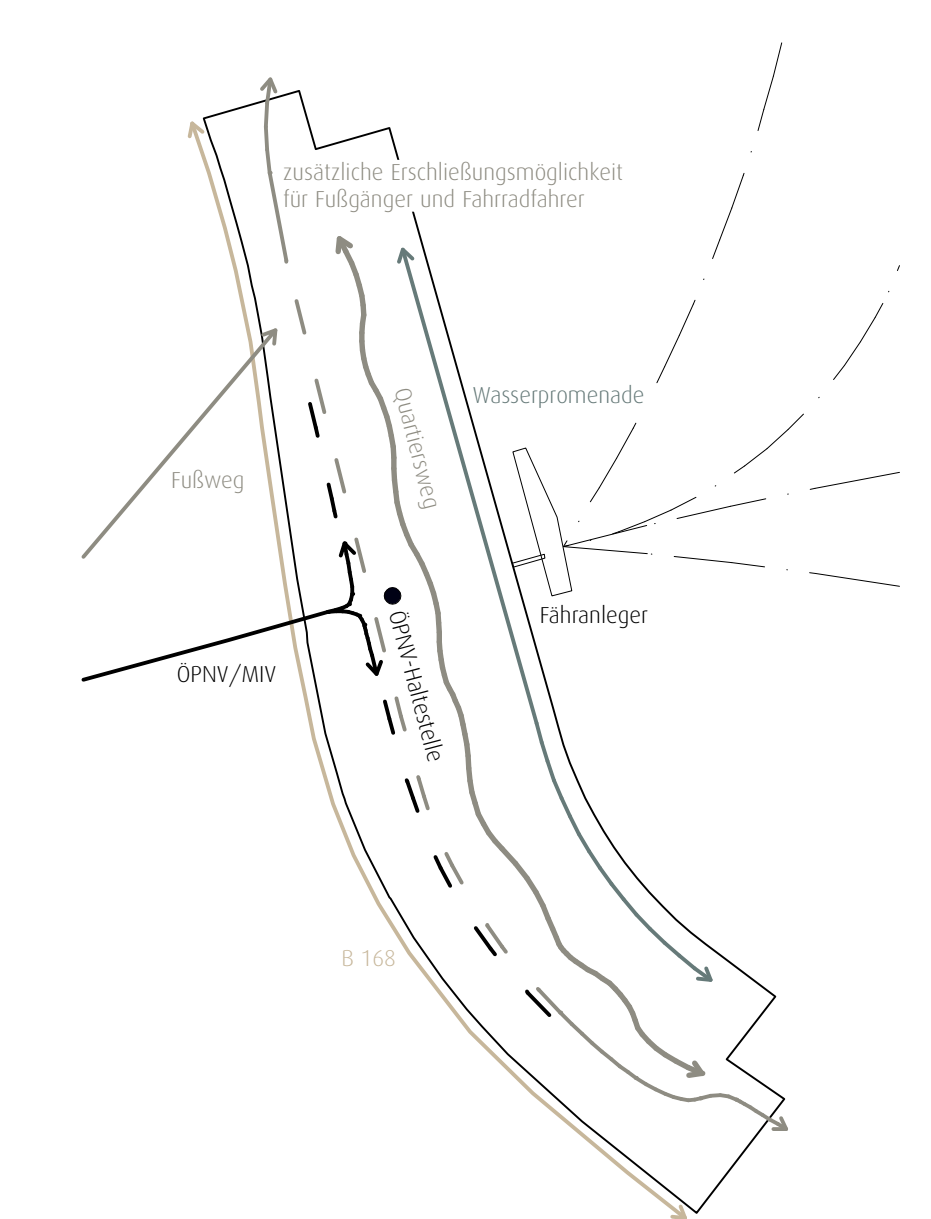 zusätzliche Erschließungsmöglichkeit
für Fußgänger und Fahrradfahrer
Wasserpromenade
Quartiersweg
Fußweg
Fähranleger
ÖPNV/MIV
ÖPNV-Haltestelle
B 168